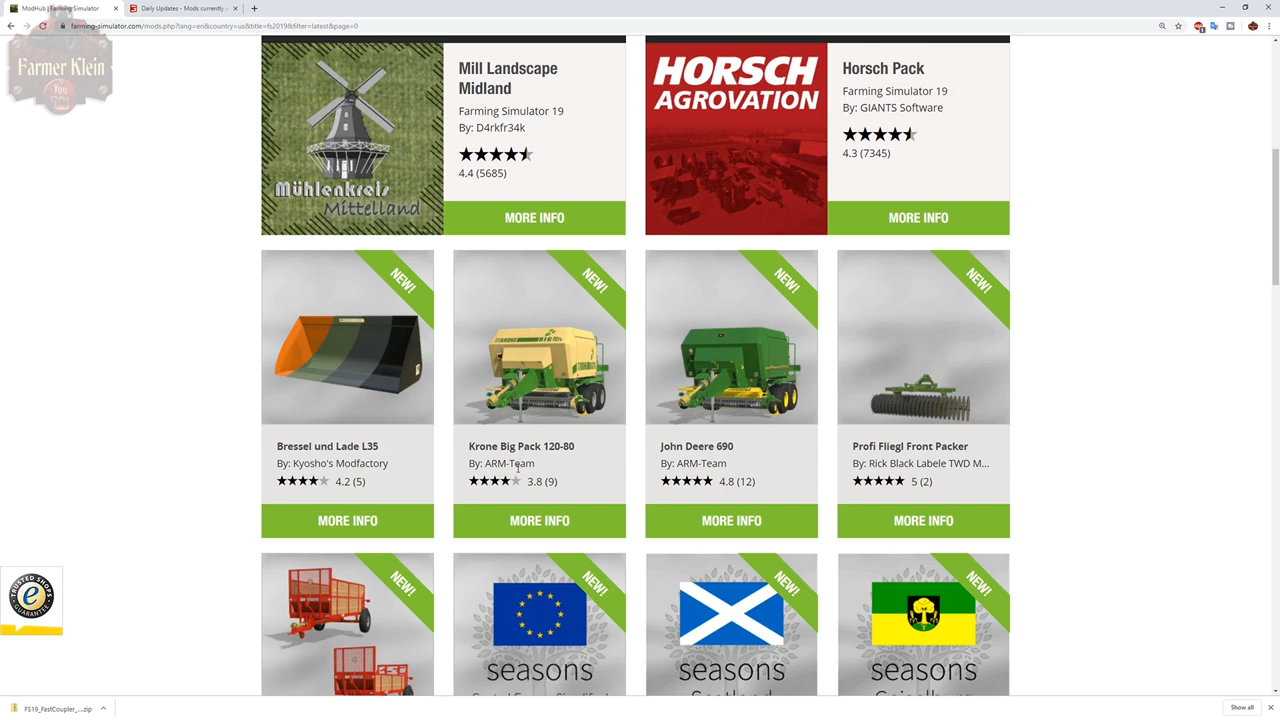 ModHub | Farming Simulator
Daily Updates - Mods currently
farming-simulator.com/mods.php?lang=en&country=us&title=fs2019&filter=latest&page=0
Farmer Klein
You
Mühlenkreis
Mittelland
Mill Landscape
Midland
Farming Simulator 19
By: D4rkfr34k
4.4 (5685)
MORE INFO
HORSCH
AGROVATION
Horsch Pack
Farming Simulator 19
By: GIANTS Software
4.3 (7345)
MORE INFO
NEW!
NEW!
NEW!
NEW!
Bressel und Lade L35
By: Kyosho's Modfactory
4.2 (5)
MORE INFO
Krone Big Pack 120-80
By: ARM-Team
3.8 (9)
MORE INFO
John Deere 690
By: ARM-Team
4.8 (12)
MORE INFO
Profi Fliegl Front Packer
By: Rick Black Labele TWD M...
5 (2)
MORE INFO
NEW!
NEW!
NEW!
NEW!
seasons
seasons
seasons
TRUSTED SHOPS
GUARANTEE
FS19_FastCoupler_...zip
Show all